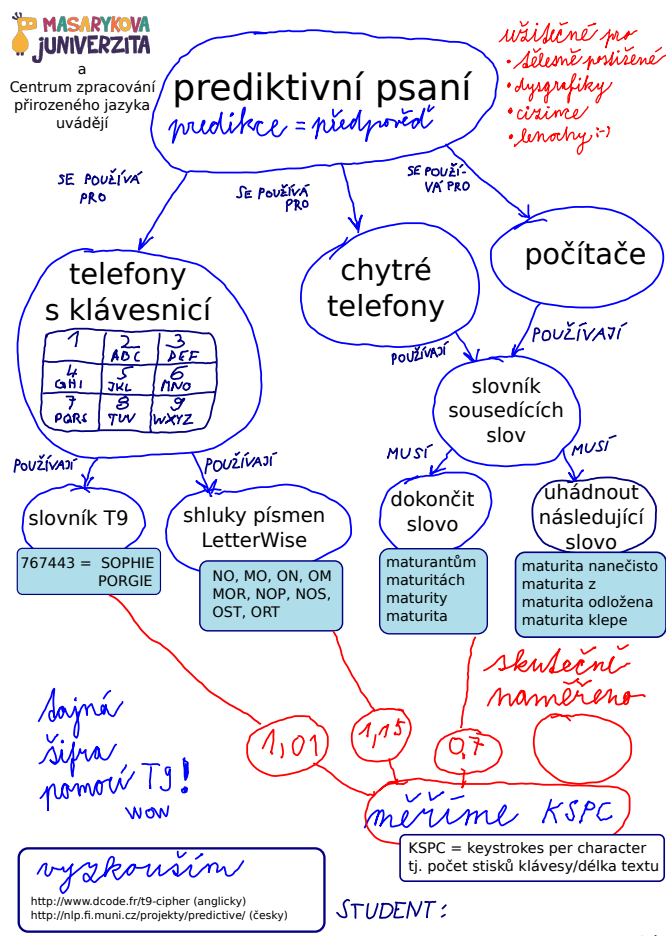 MASARYKOVA
jUNIVERZITA
a
Centrum zpracování
přirozeného jazyka
uvádějí
prediktivní psaní
predikce = předpověď
užitečné pro
• tělesně postižené
• dysgrafiky
• cizince
• lenochy :-)
SE POUŽÍVÁ
PRO
SE POUŽÍVÁ
PRO
SE POUŽÍ-
VÁ PRO
telefony
s klávesnicí
1 2 3
ABC DEF
4 5 6
GHI JKL MNO
7 8 9
PQRS TUV WXYZ
chytré
telefony
počítače
POUŽÍVAJÍ
POUŽÍVAJÍ
slovník
sousedících
slov
POUŽÍVAJÍ
POUŽÍVAJÍ
MUSÍ
MUSÍ
slovník T9
shluky písmen
LetterWise
dokončit
slovo
uhádnout
následující
slovo
767443 = SOPHIE
PORGIE
NO, MO, ON, OM
MOR, NOP, NOS,
OST, ORT
maturantům
maturitách
maturity
maturita
maturita nanečisto
maturita z
maturita odložena
maturita klepe
skutečně
naměřeno
1,01
1,15
0,7
tajná
šifra
pomocí T9!
WOW
měříme KSPC
KSPC = keystrokes per character
tj. počet stisků klávesy/délka textu
vyzkouším
http://www.dcode.fr/t9-cipher (anglicky)
http://nlp.fi.muni.cz/projekty/predictive/ (česky)
STUDENT: